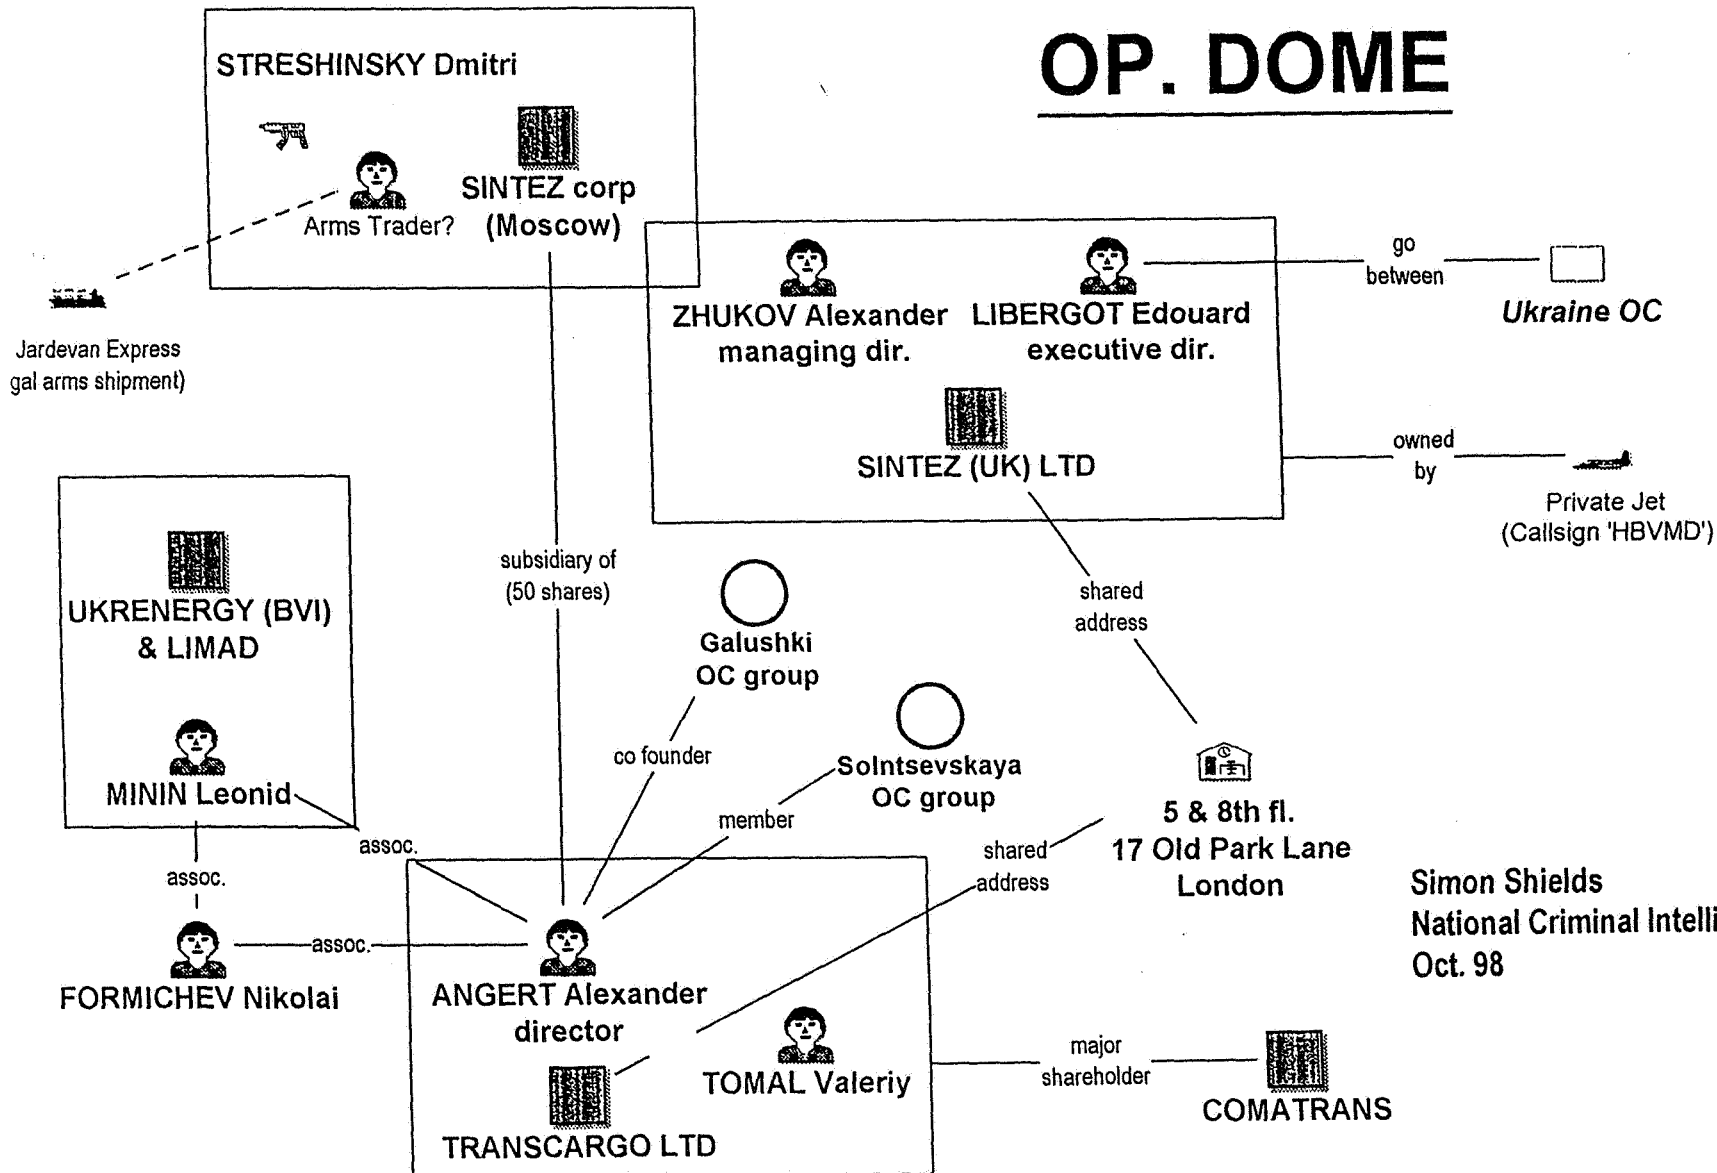 OP. DOME
STRESHINSKY Dmitri
SINTEZ corp
(Moscow)
Arms Trader?
Jardevan Express
gal arms shipment)
ZHUKOV Alexander
managing dir.
LIBERGOT Edouard
executive dir.
SINTEZ (UK) LTD
go
between
Ukraine OC
owned
by
Private Jet
(Callsign 'HBVMD')
UKRENERGY (BVI)
& LIMAD
MININ Leonid
subsidiary of
(50 shares)
Galushki
OC group
co founder
Solntsevskaya
OC group
member
shared
address
5 & 8th fl.
17 Old Park Lane
London
shared
address
assoc.
assoc.
assoc.
FORMICHEV Nikolai
ANGERT Alexander
director
TOMAL Valeriy
TRANSCARGO LTD
major
shareholder
COMATRANS
Simon Shields
National Criminal Intelli
Oct. 98